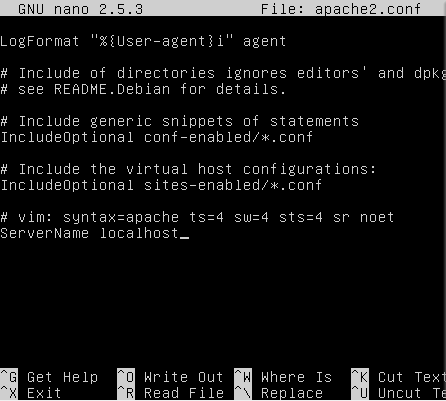 GNU nano 2.5.3 File: apache2.conf
LogFormat "%{User-agent}i" agent
# Include of directories ignores editors' and dpkg
# see README.Debian for details.
# Include generic snippets of statements
IncludeOptional conf-enabled/*.conf
# Include the virtual host configurations:
IncludeOptional sites-enabled/*.conf
# vim: syntax=apache ts=4 sw=4 sts=4 sr noet
ServerName localhost_
^G Get Help ^O Write Out ^W Where Is ^K Cut Text
^X Exit ^R Read File ^\ Replace ^U Uncut Te